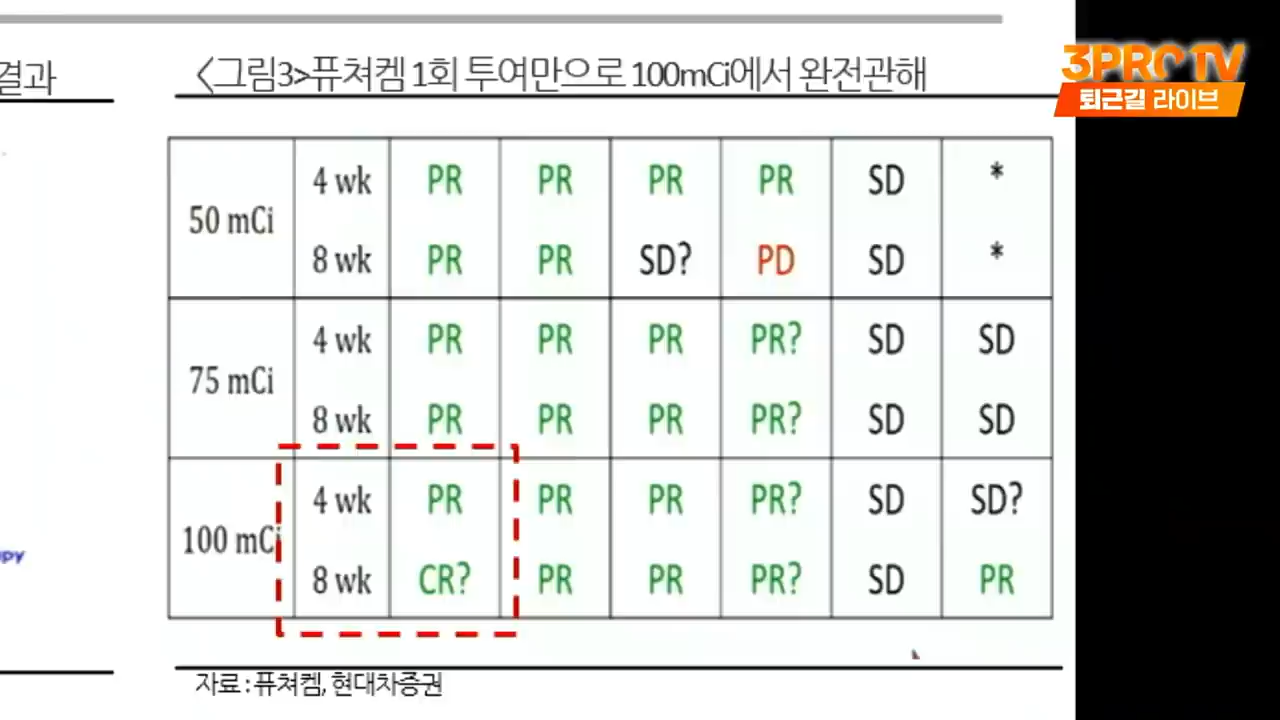 결과
<그림3>퓨쳐켐 1회 투여만으로 100mCi에서 완전관해
3PRO TV
퇴근길 라이브
50 mCi
4 wk PR PR PR PR SD *
8 wk PR PR SD? PD SD *
75 mCi
4 wk PR PR PR PR? SD SD
8 wk PR PR PR PR? SD SD
100 mCi
4 wk PR PR PR PR? SD SD?
8 wk CR? PR PR PR? SD PR
apy
자료 : 퓨쳐켐, 현대차증권